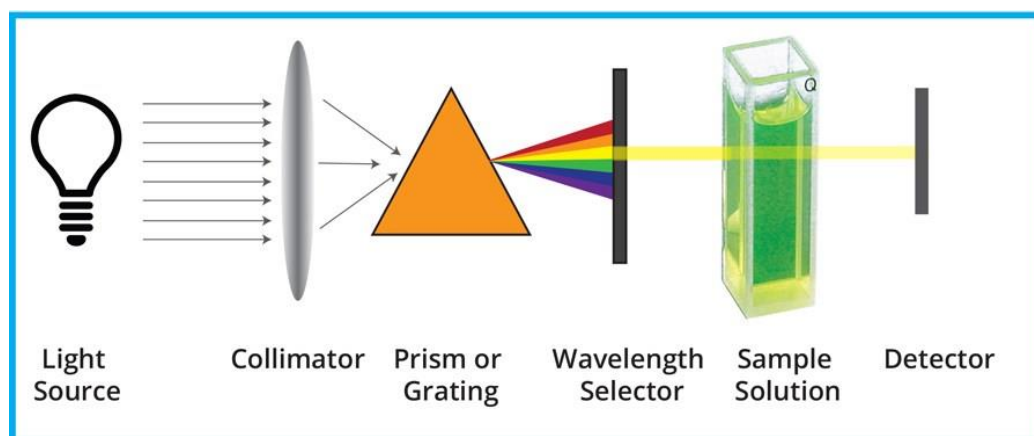 Q
Light
Source
Collimator
Prism or
Grating
Wavelength
Selector
Sample
Solution
Detector